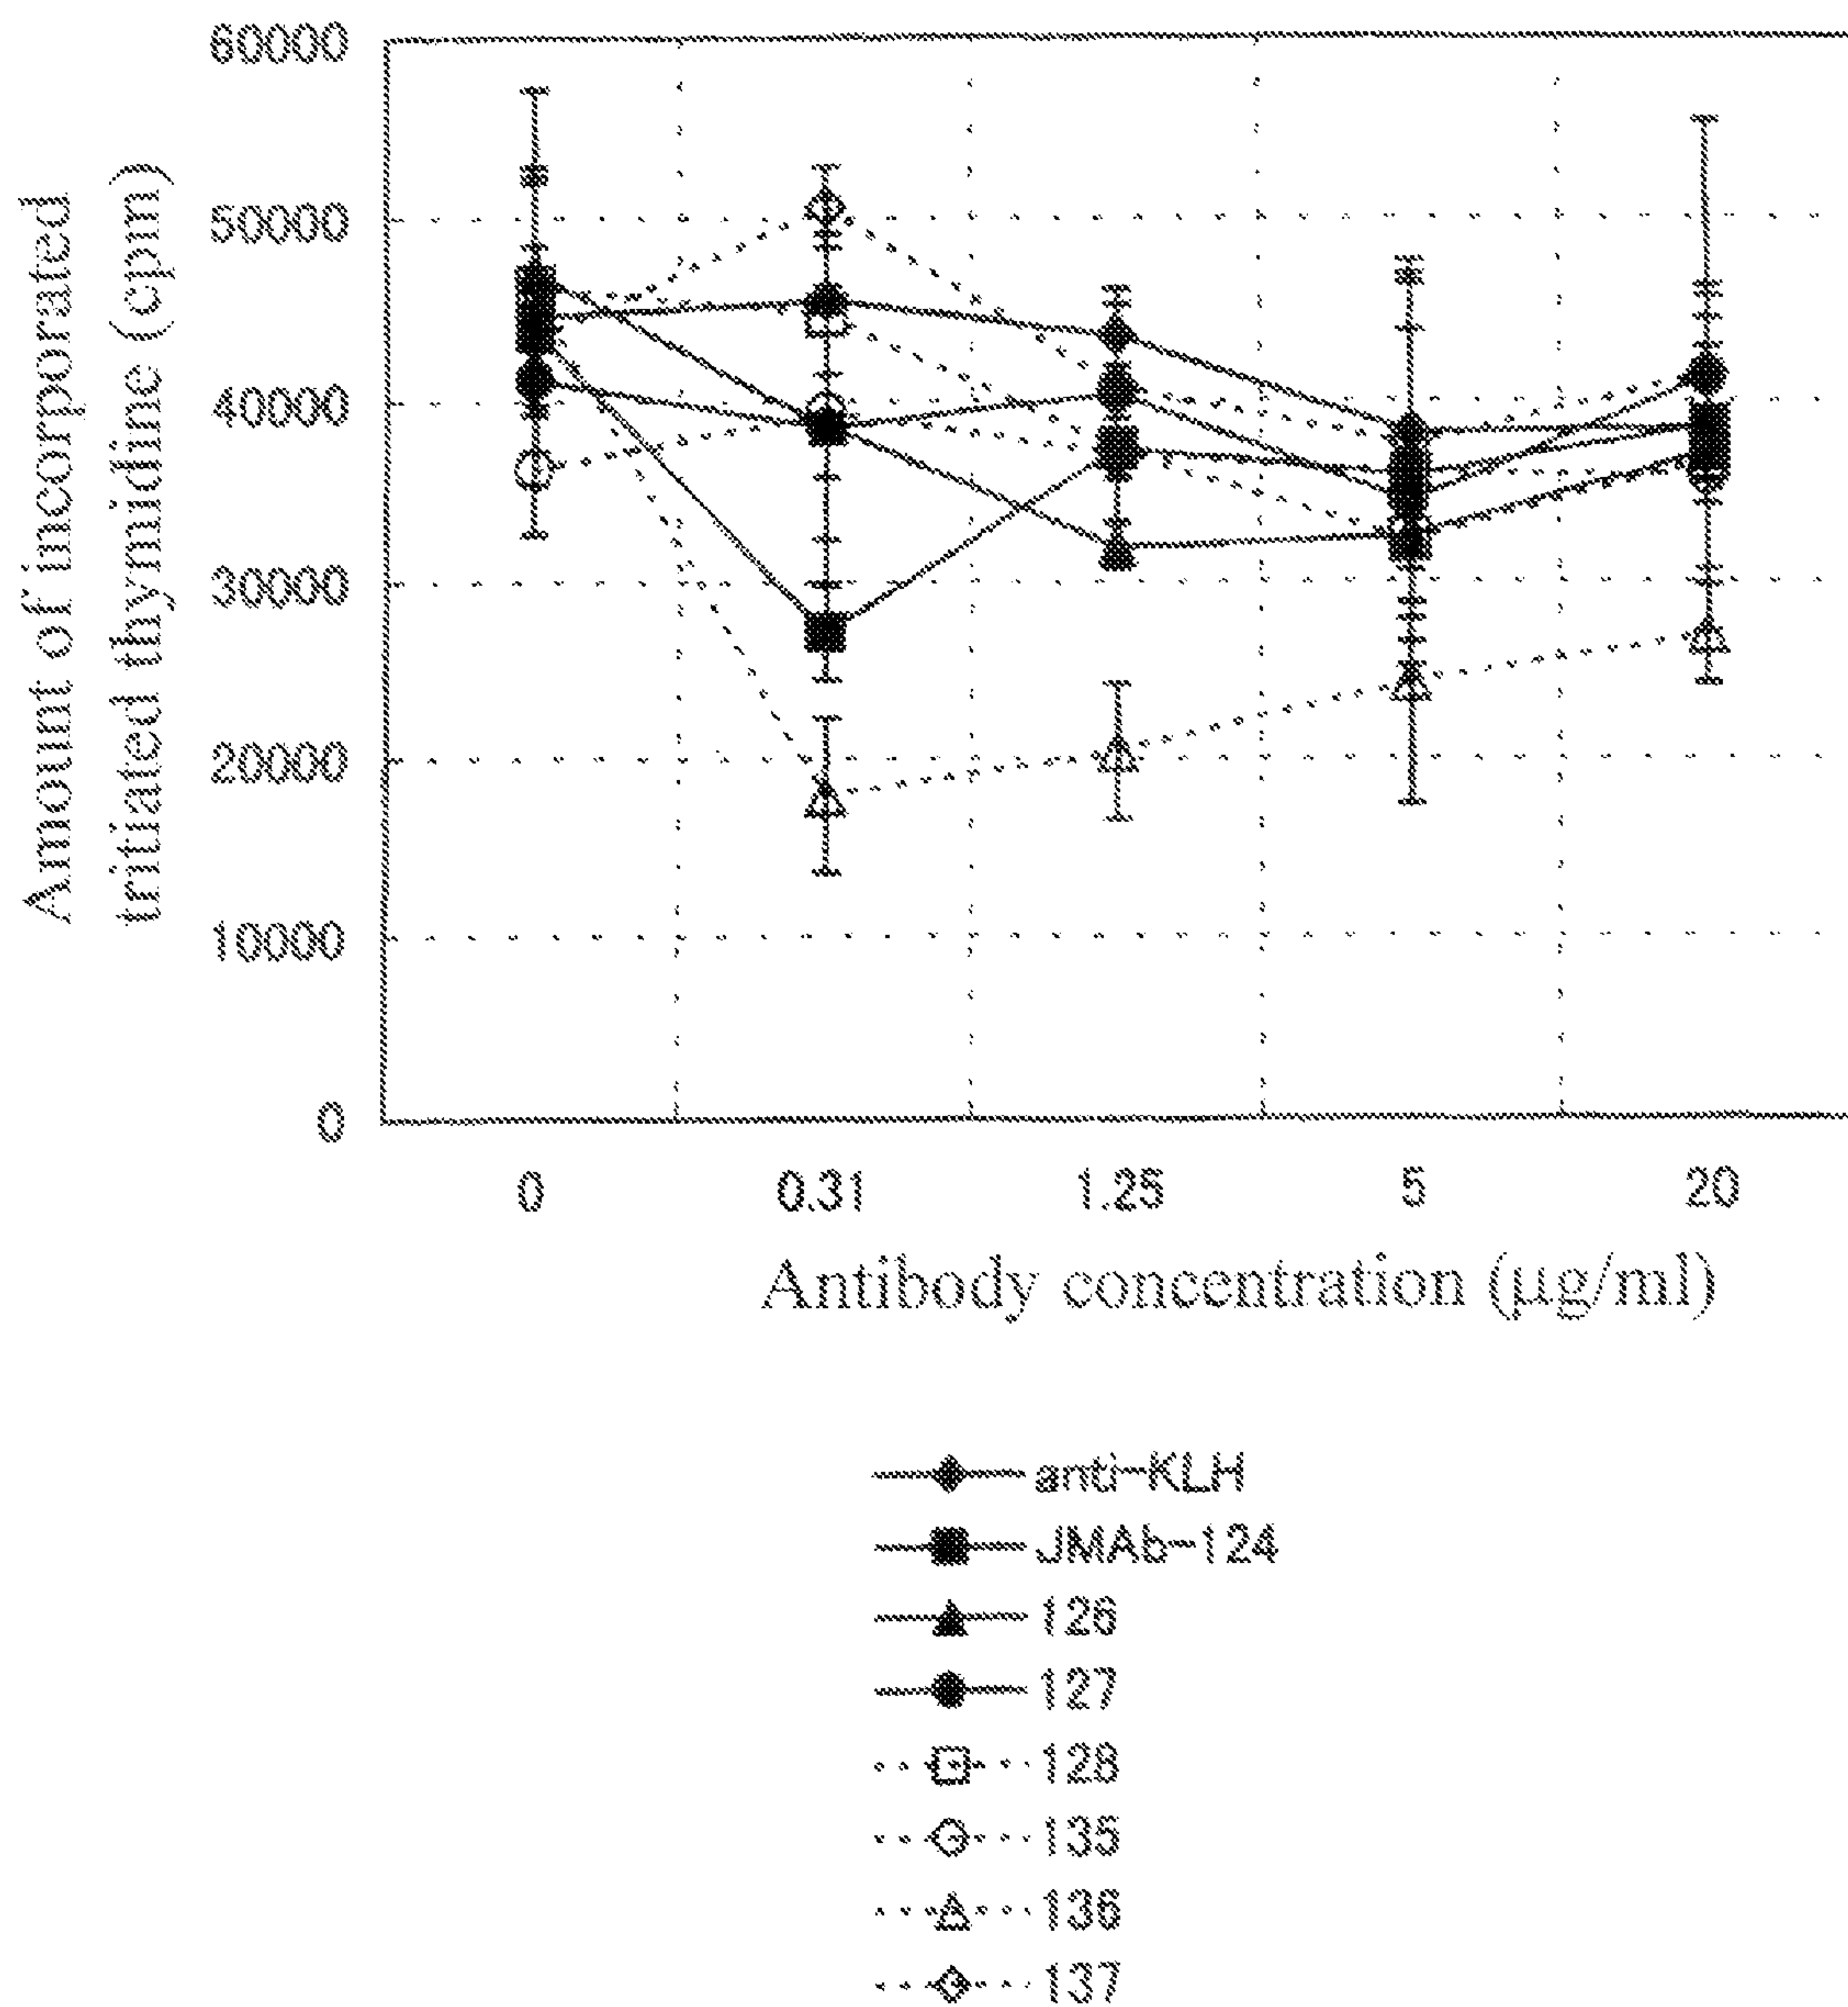 Amount of incorporated
tritiated thymidine (cpm)
60000
50000
40000
30000
20000
10000
0
0 0.31 1.25 5 20
Antibody concentration (µg/ml)
anti-KLH
JMAb-124
126
127
128
135
136
137